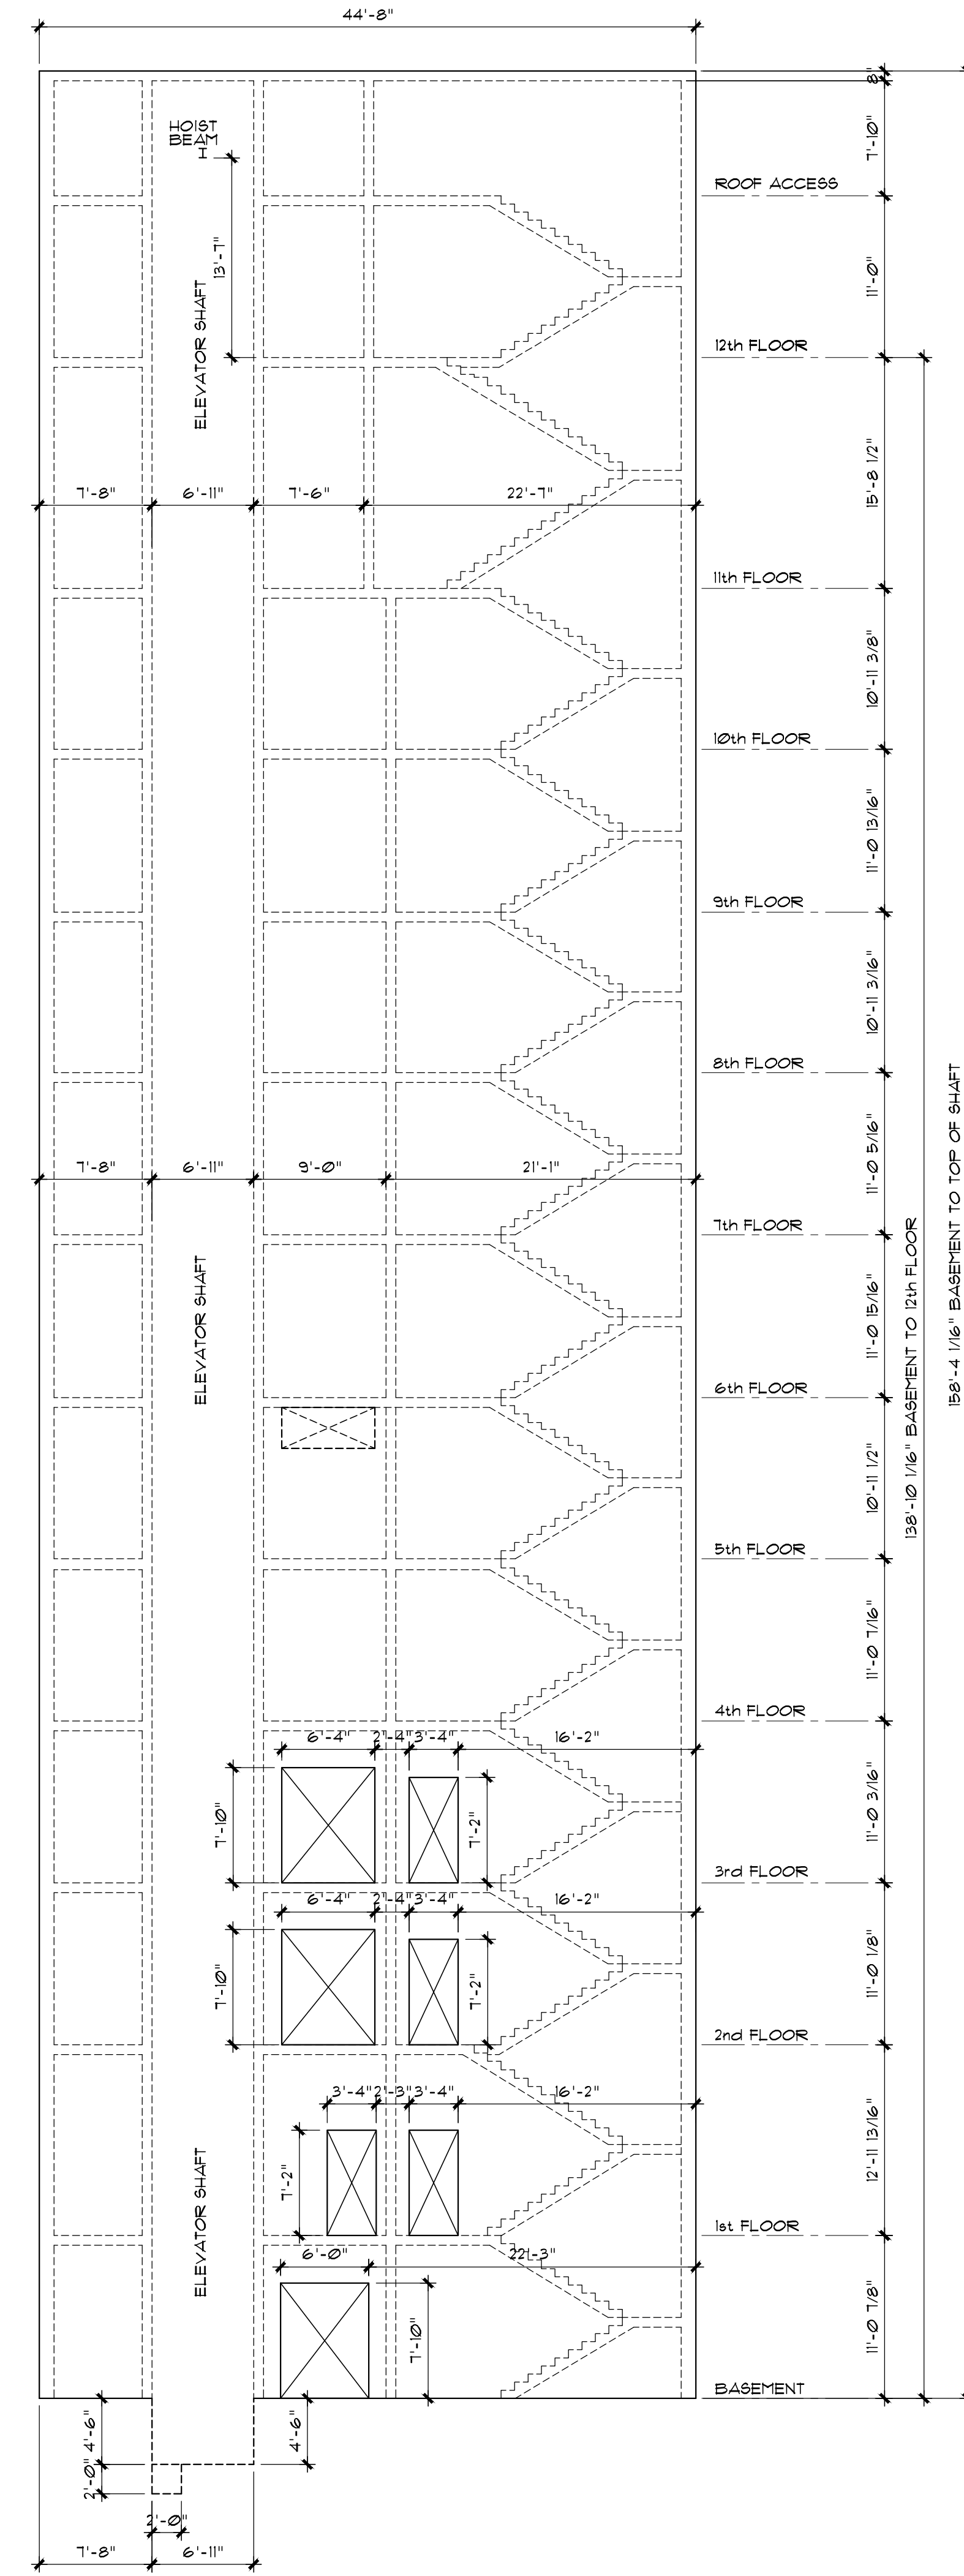 44'-8"
8"
HOIST
BEAM
7'-10"
ROOF ACCESS
13'-7"
11'-0"
ELEVATOR SHAFT
12th FLOOR
7'-8" 6'-11" 7'-6" 22'-7"
15'-8 1/2"
11th FLOOR
10'-11 3/8"
10th FLOOR
11'-0 13/16"
9th FLOOR
10'-11 3/16"
8th FLOOR
7'-8" 6'-11" 9'-0" 21'-1"
11'-0 5/16"
158'-4 1/16" BASEMENT TO TOP OF SHAFT
7th FLOOR
ELEVATOR SHAFT
11'-0 15/16"
138'-10 1/16" BASEMENT TO 12th FLOOR
6th FLOOR
10'-11 1/2"
5th FLOOR
11'-0 7/16"
4th FLOOR
6'-4" 2'-4" 3'-4" 16'-2"
7'-10"
7'-2"
11'-0 3/16"
3rd FLOOR
6'-4" 2'-4" 3'-4" 16'-2"
7'-10"
7'-2"
11'-0 1/8"
2nd FLOOR
3'-4" 2'-3" 3'-4" 16'-2"
7'-2"
12'-11 13/16"
ELEVATOR SHAFT
1st FLOOR
6'-0" 22'-3"
7'-10"
11'-0 7/8"
BASEMENT
4'-6"
4'-6"
2'-0"
2'-0"
7'-8" 6'-11"